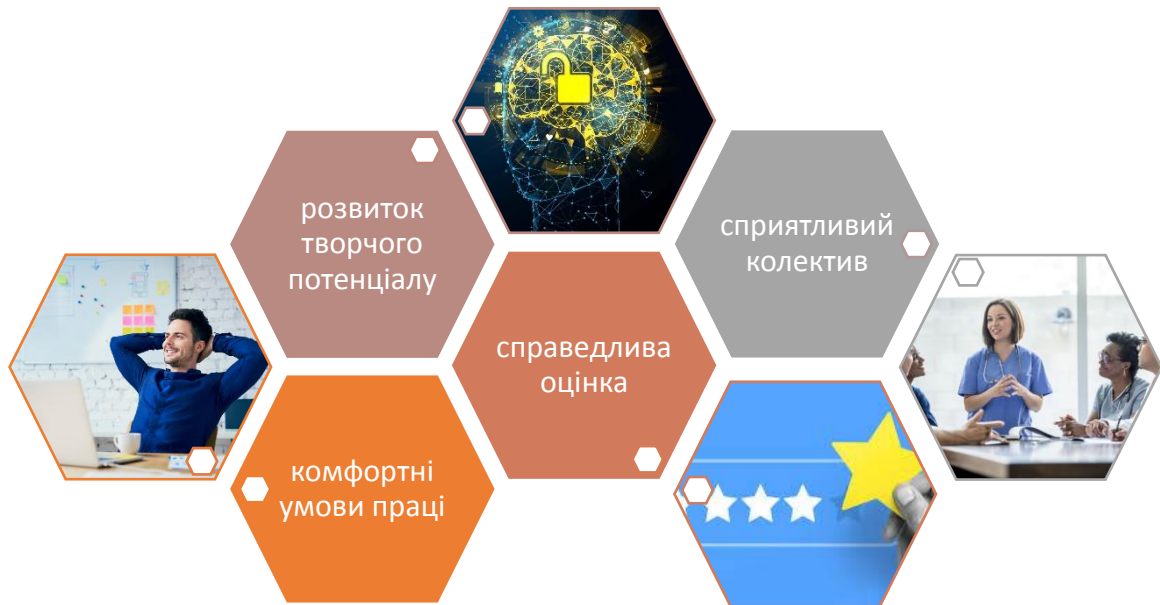 розвиток
творчого
потенціалу
сприятливий
колектив
справедлива
оцінка
комфортні
умови праці